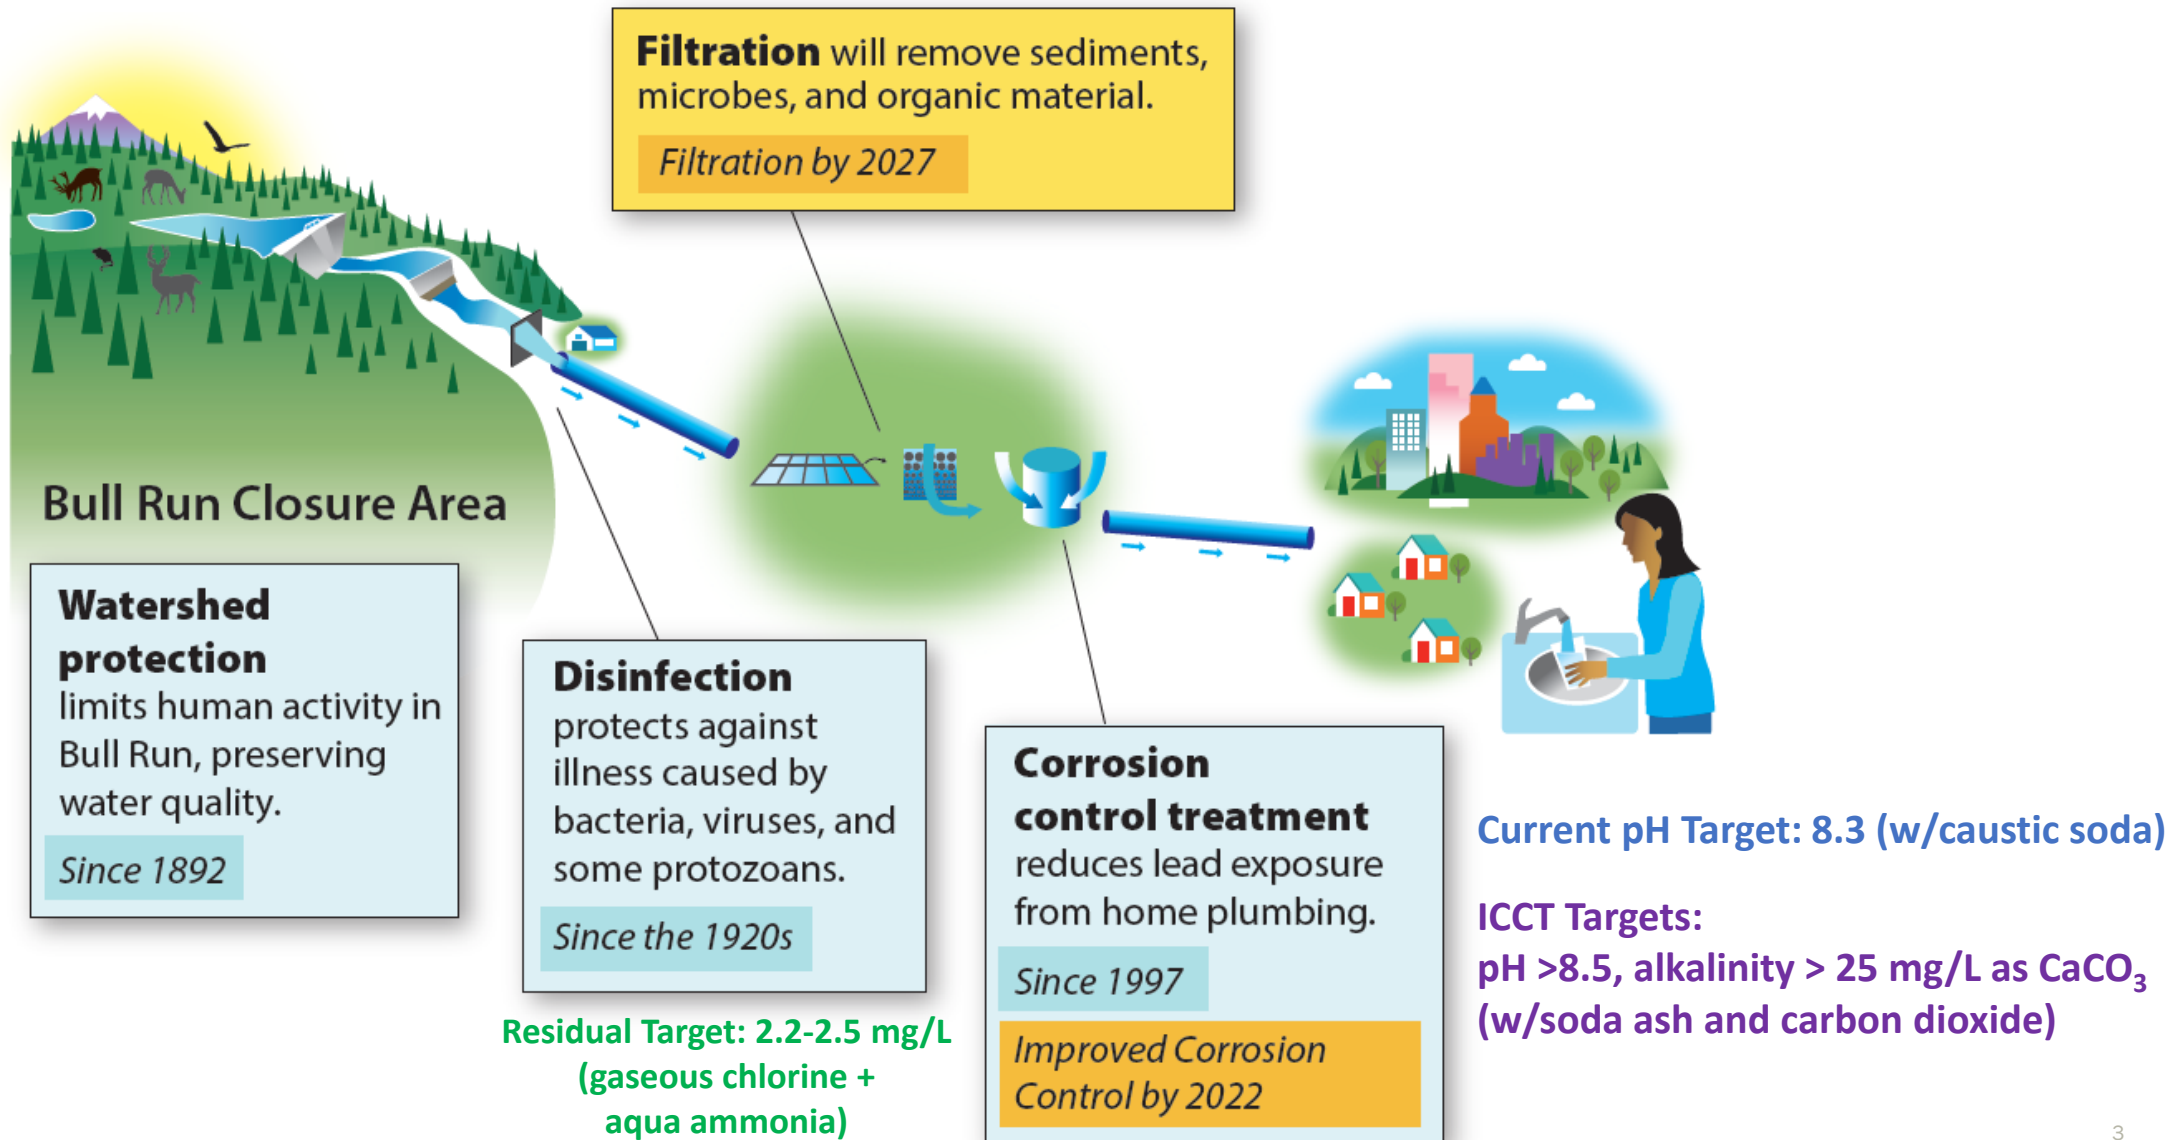 Filtration will remove sediments,
microbes, and organic material.
Filtration by 2027
Bull Run Closure Area
Watershed
protection
limits human activity in
Bull Run, preserving
water quality.
Since 1892
Disinfection
protects against
illness caused by
bacteria, viruses, and
some protozoans.
Since the 1920s
Residual Target: 2.2-2.5 mg/L
(gaseous chlorine +
aqua ammonia)
Corrosion
control treatment
reduces lead exposure
from home plumbing.
Since 1997
Improved Corrosion
Control by 2022
Current pH Target: 8.3 (w/caustic soda)
ICCT Targets:
pH >8.5, alkalinity > 25 mg/L as CaCO₃
(w/soda ash and carbon dioxide)
3